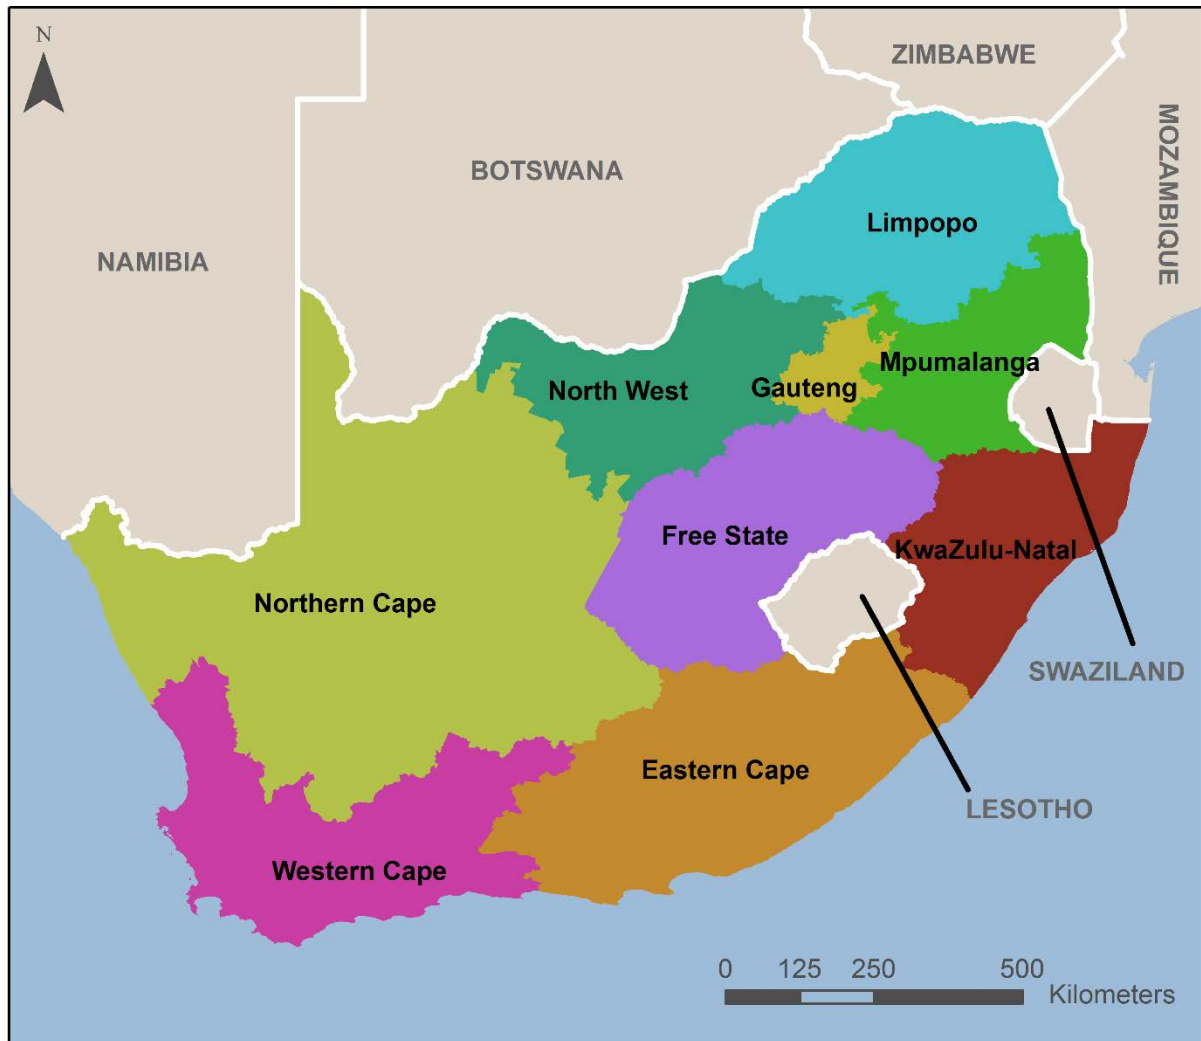 N
ZIMBABWE
MOZAMBIQUE
BOTSWANA
Limpopo
NAMIBIA
Mpumalanga
North West
Gauteng
Free State
KwaZulu-Natal
Northern Cape
SWAZILAND
Eastern Cape
LESOTHO
Western Cape
0 125 250 500
Kilometers